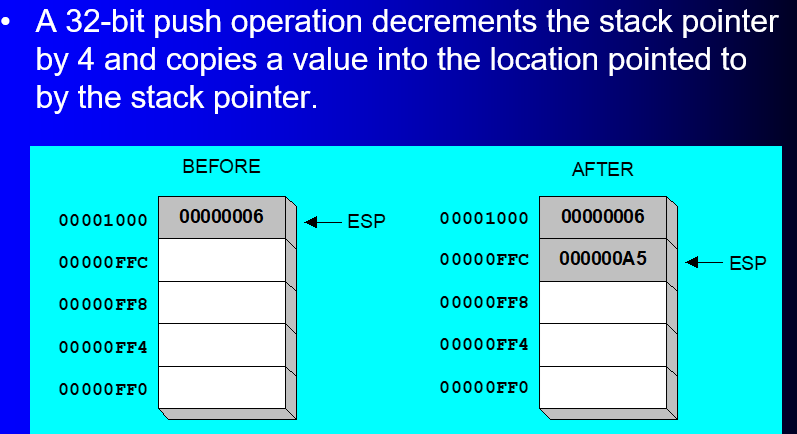 • A 32-bit push operation decrements the stack pointer
by 4 and copies a value into the location pointed to
by the stack pointer.
BEFORE
00001000 00000006 ESP
00000FFC
00000FF8
00000FF4
00000FF0
AFTER
00001000 00000006
00000FFC 000000A5 ESP
00000FF8
00000FF4
00000FF0